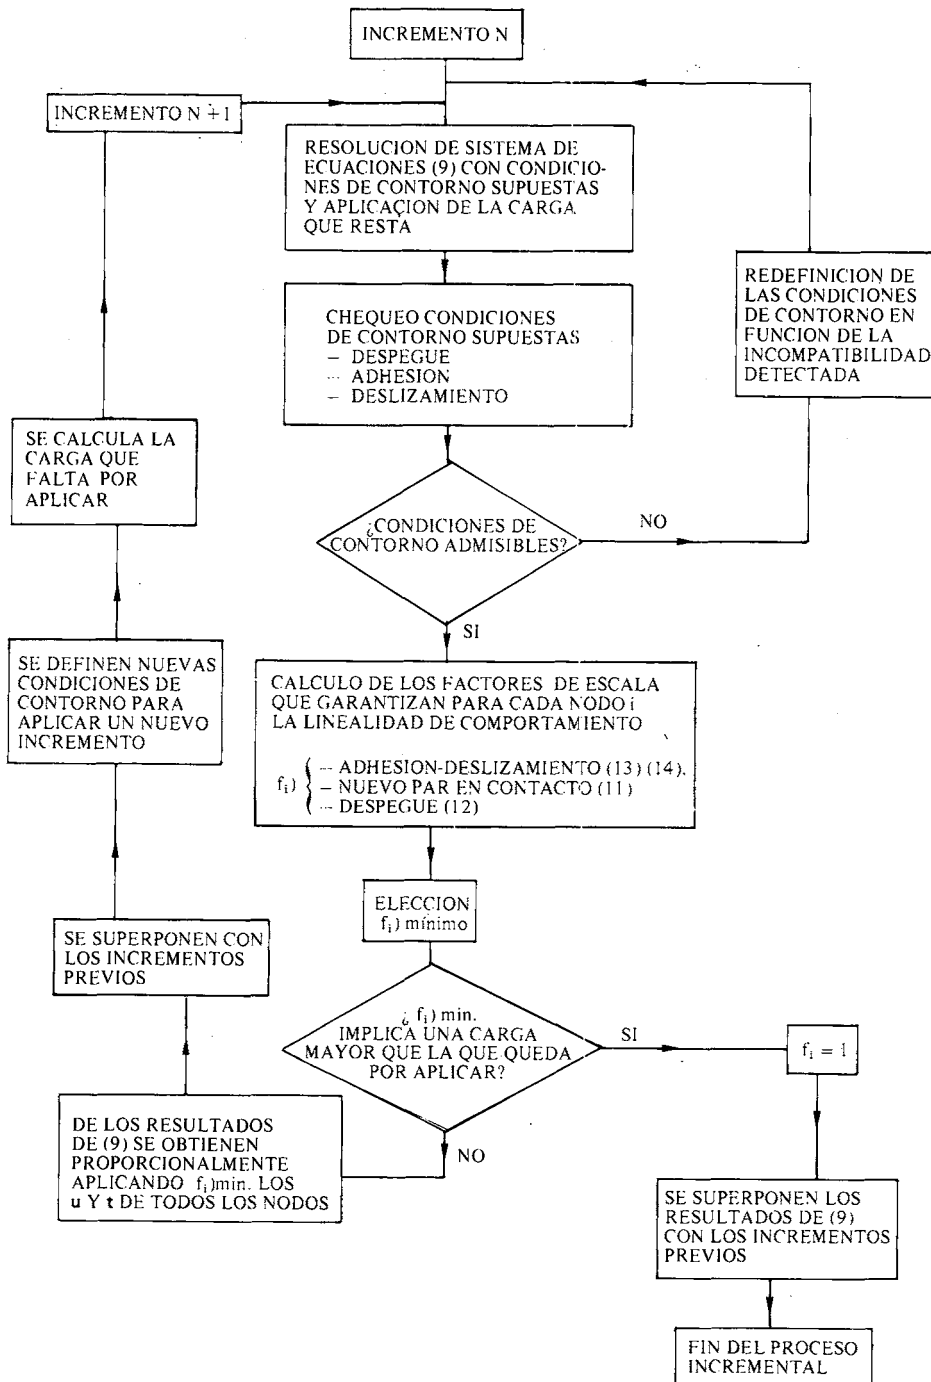 INCREMENTO N
INCREMENTO N +1
RESOLUCION DE SISTEMA DE
ECUACIONES (9) CON CONDICIO-
NES DE CONTORNO SUPUESTAS
Y APLICACION DE LA CARGA
QUE RESTA
CHEQUEO CONDICIONES
DE CONTORNO SUPUESTAS
– DESPEGUE
– ADHESION
– DESLIZAMIENTO
REDEFINICION DE
LAS CONDICIONES
DE CONTORNO EN
FUNCION DE LA
INCOMPATIBILIDAD
DETECTADA
¿CONDICIONES DE
CONTORNO ADMISIBLES?
NO
SI
CALCULO DE LOS FACTORES DE ESCALA
QUE GARANTIZAN PARA CADA NODO i
LA LINEALIDAD DE COMPORTAMIENTO
fᵢ) { – ADHESION-DESLIZAMIENTO (13) (14).
– NUEVO PAR EN CONTACTO (11)
– DESPEGUE (12)
ELECCION
fᵢ) mínimo
¿ fᵢ) min.
IMPLICA UNA CARGA
MAYOR QUE LA QUE QUEDA
POR APLICAR?
SI
fᵢ = 1
SE SUPERPONEN LOS
RESULTADOS DE (9)
CON LOS INCREMENTOS
PREVIOS
FIN DEL PROCESO
INCREMENTAL
NO
DE LOS RESULTADOS
DE (9) SE OBTIENEN
PROPORCIONALMENTE
APLICANDO fᵢ)min. LOS
u Y t DE TODOS LOS NODOS
SE SUPERPONEN CON
LOS INCREMENTOS
PREVIOS
SE DEFINEN NUEVAS
CONDICIONES DE
CONTORNO PARA
APLICAR UN NUEVO
INCREMENTO
SE CALCULA LA
CARGA QUE
FALTA POR
APLICAR